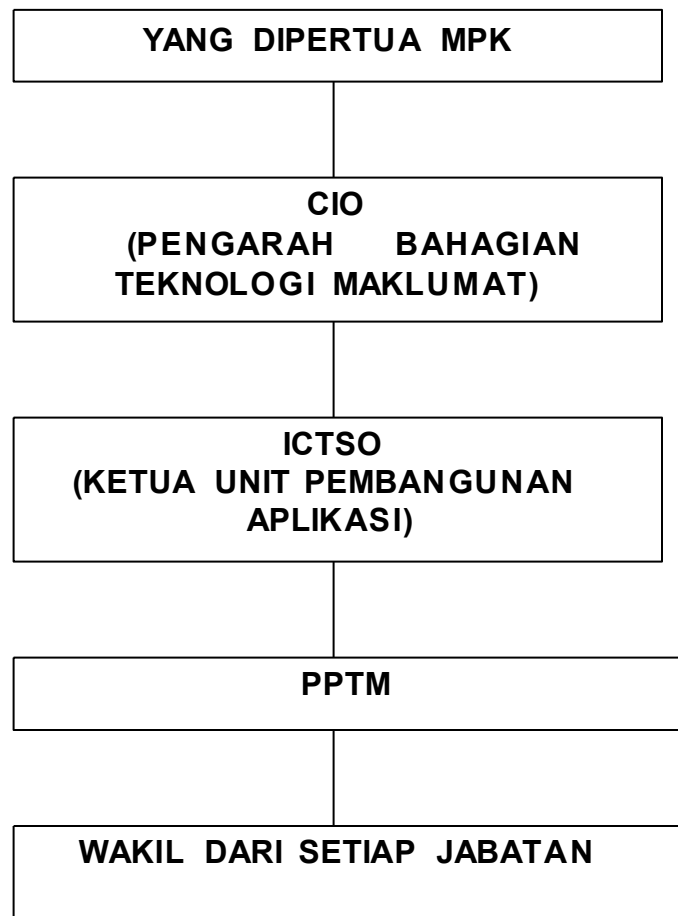 YANG DIPERTUA MPK
CIO
(PENGARAH BAHAGIAN
TEKNOLOGI MAKLUMAT)
ICTSO
(KETUA UNIT PEMBANGUNAN
APLIKASI)
PPTM
WAKIL DARI SETIAP JABATAN